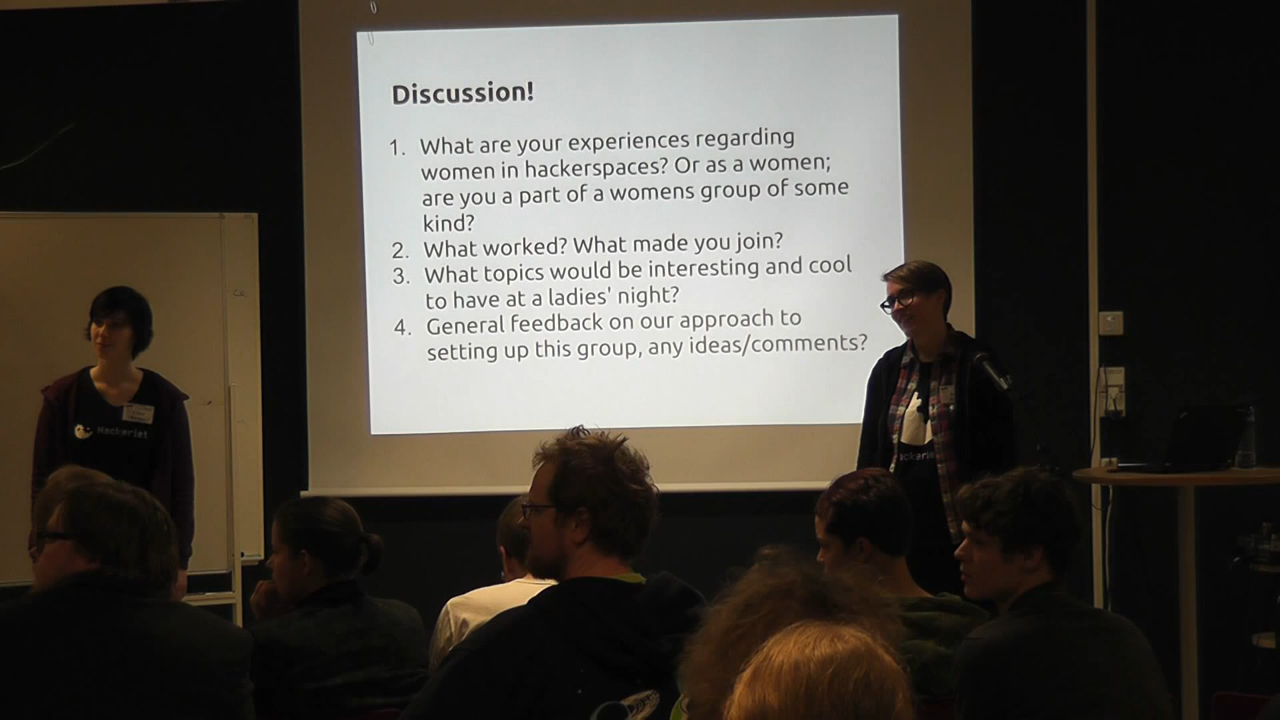 Discussion!
1. What are your experiences regarding
women in hackerspaces? Or as a women;
are you a part of a womens group of some
kind?
2. What worked? What made you join?
3. What topics would be interesting and cool
to have at a ladies' night?
4. General feedback on our approach to
setting up this group, any ideas/comments?
Hackeriet